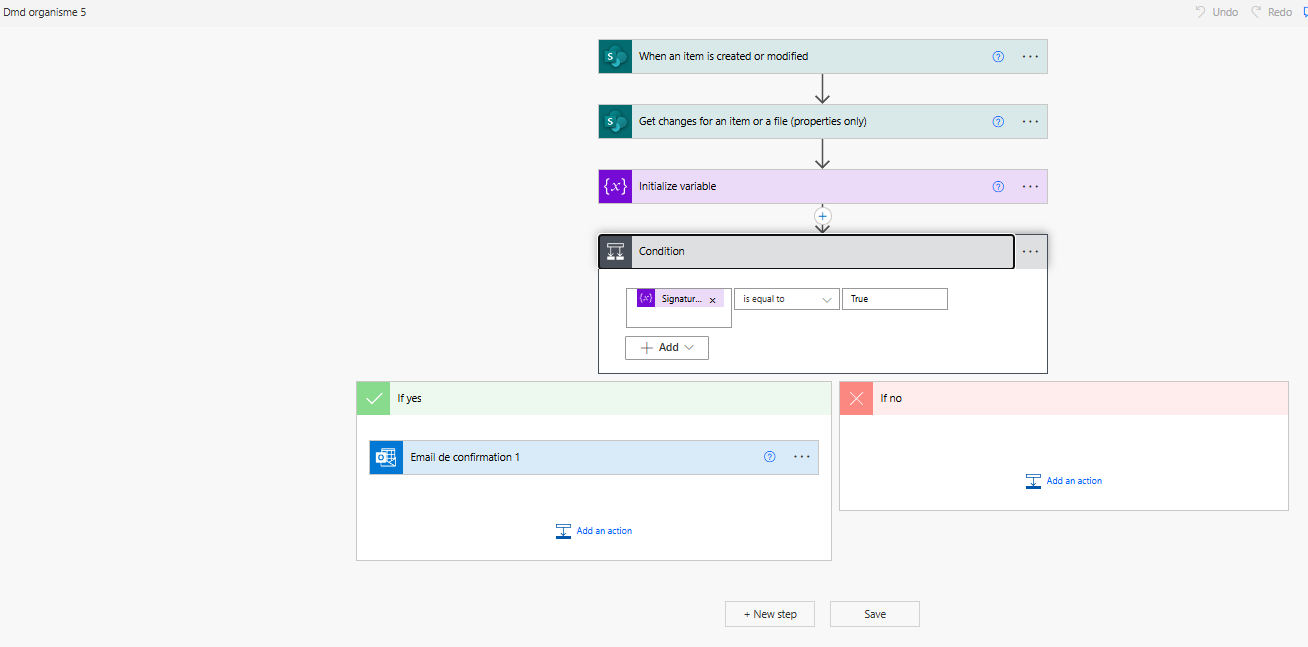 Dmd organisme 5
Undo Redo
When an item is created or modified
Get changes for an item or a file (properties only)
{x} Initialize variable
Condition
{x} Signatur... x is equal to True
+ Add
If yes
If no
Email de confirmation 1
Add an action
Add an action
+ New step Save